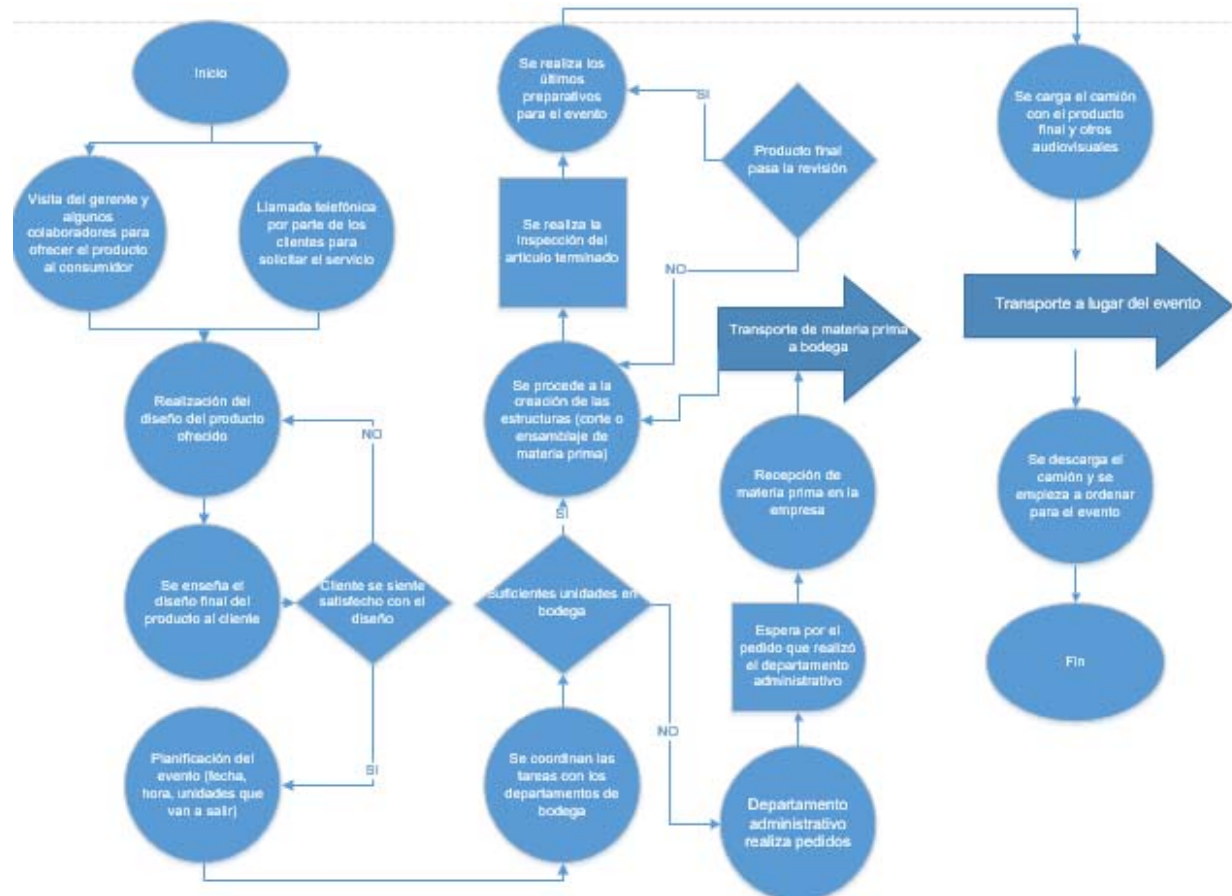 Inicio
Visita del gerente y
algunos
colaboradores para
ofrecer el producto
al consumidor
Llamada telefónica
por parte de los
clientes para
solicitar el servicio
Realización del
diseño del producto
ofrecido
NO
Se enseña el
diseño final del
producto al cliente
Cliente se siente
satisfecho con el
diseño
SI
Planificación del
evento (fecha,
hora, unidades que
van a salir)
Se coordinan las
tareas con los
departamentos de
bodega
Suficientes unidades en
bodega
SI
NO
Departamento
administrativo
realiza pedidos
Espera por el
pedido que realizó
el departamento
administrativo
Recepción de
materia prima en la
empresa
Transporte de materia prima
a bodega
Se procede a la
creación de las
estructuras (corte o
ensamblaje de
materia prima)
Se realiza la
inspección del
artículo terminado
Producto final
pasa la revisión
SI
NO
Se realiza los
últimos
preparativos
para el evento
Se carga el camión
con el producto
final y otros
audiovisuales
Transporte a lugar del evento
Se descarga el
camión y se
empieza a ordenar
para el evento
Fin